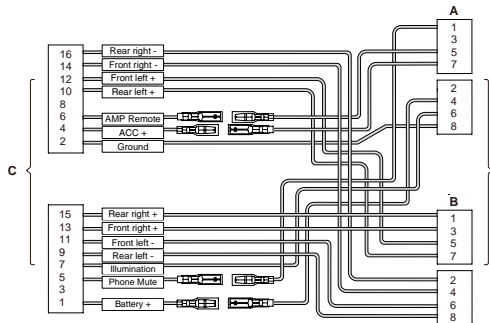 A
1
3
5
7
2
4
6
8
16 Rear right -
14 Front right -
12 Front left +
10 Rear left +
8
6 AMP Remote
4 ACC +
2 Ground
C
15 Rear right +
13 Front right +
11 Front left -
9 Rear left -
7 Illumination
5 Phone Mute
3
1 Battery +
B
1
3
5
7
2
4
6
8